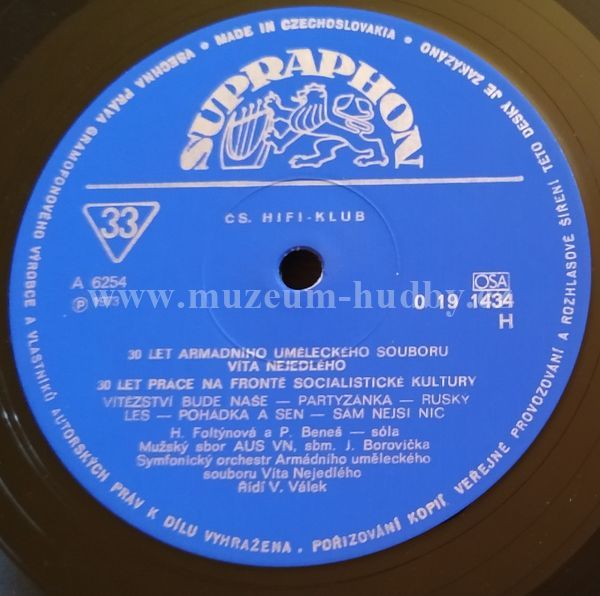 SUPRAPHON
33
ČS. HIFI-KLUB
A 6254
℗ 1973
OSA
0 19 1434
H
www.muzeum-hudby.
30 LET ARMÁDNÍHO UMĚLECKÉHO SOUBORU
VÍTA NEJEDLÉHO
30 LET PRÁCE NA FRONTĚ SOCIALISTICKÉ KULTURY
VÍTĚZSTVÍ BUDE NAŠE — PARTYZÁNKA — RUSKÝ
LES — POHÁDKA A SEN — SÁM NEJSI NIC
H. Foltýnová a P. Beneš — sóla
Mužský sbor AUS VN, sbm. J. Borovička
Symfonický orchestr Armádního uměleckého
souboru Víta Nejedlého
Řídí V. Válek
VŠECHNA PRÁVA GRAMOFONOVÉHO VÝROBCE A VLASTNÍKŮ AUTORSKÝCH PRÁV K DÍLU VYHRAŽENA. POŘIZOVÁNÍ KOPIÍ, VEŘEJNÉ PROVOZOVÁNÍ A ROZHLASOVÉ ŠÍŘENÍ TÉTO DESKY JE ZAKÁZÁNO
• MADE IN CZECHOSLOVAKIA •